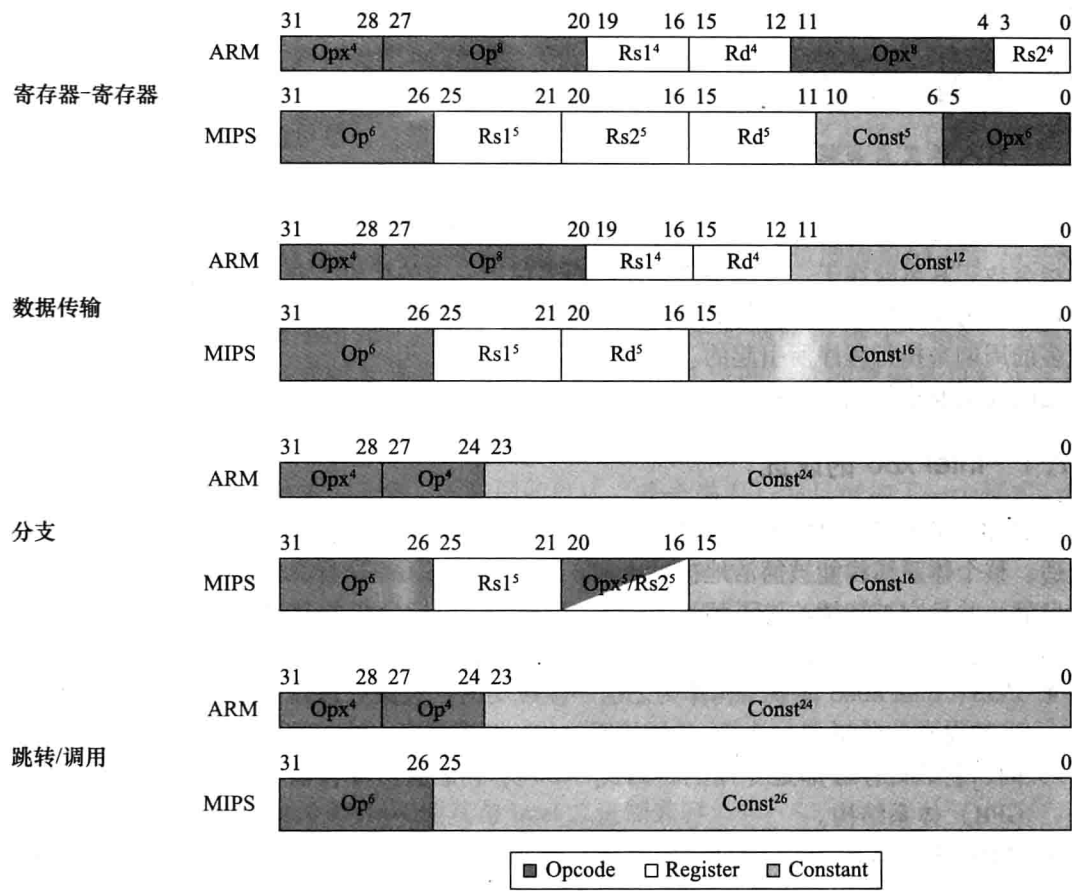 31 28 27 20 19 16 15 12 11 4 3 0
ARM Opx⁴ Op⁸ Rs1⁴ Rd⁴ Opx⁸ Rs2⁴
寄存器-寄存器
31 26 25 21 20 16 15 11 10 6 5 0
MIPS Op⁶ Rs1⁵ Rs2⁵ Rd⁵ Const⁵ Opx⁶
31 28 27 20 19 16 15 12 11 0
ARM Opx⁴ Op⁸ Rs1⁴ Rd⁴ Const¹²
数据传输
31 26 25 21 20 16 15 0
MIPS Op⁶ Rs1⁵ Rd⁵ Const¹⁶
31 28 27 24 23 0
ARM Opx⁴ Op⁴ Const²⁴
分支
31 26 25 21 20 16 15 0
MIPS Op⁶ Rs1⁵ Opx⁵/Rs2⁵ Const¹⁶
31 28 27 24 23 0
ARM Opx⁴ Op⁴ Const²⁴
跳转/调用
31 26 25 0
MIPS Op⁶ Const²⁶
Opcode Register Constant